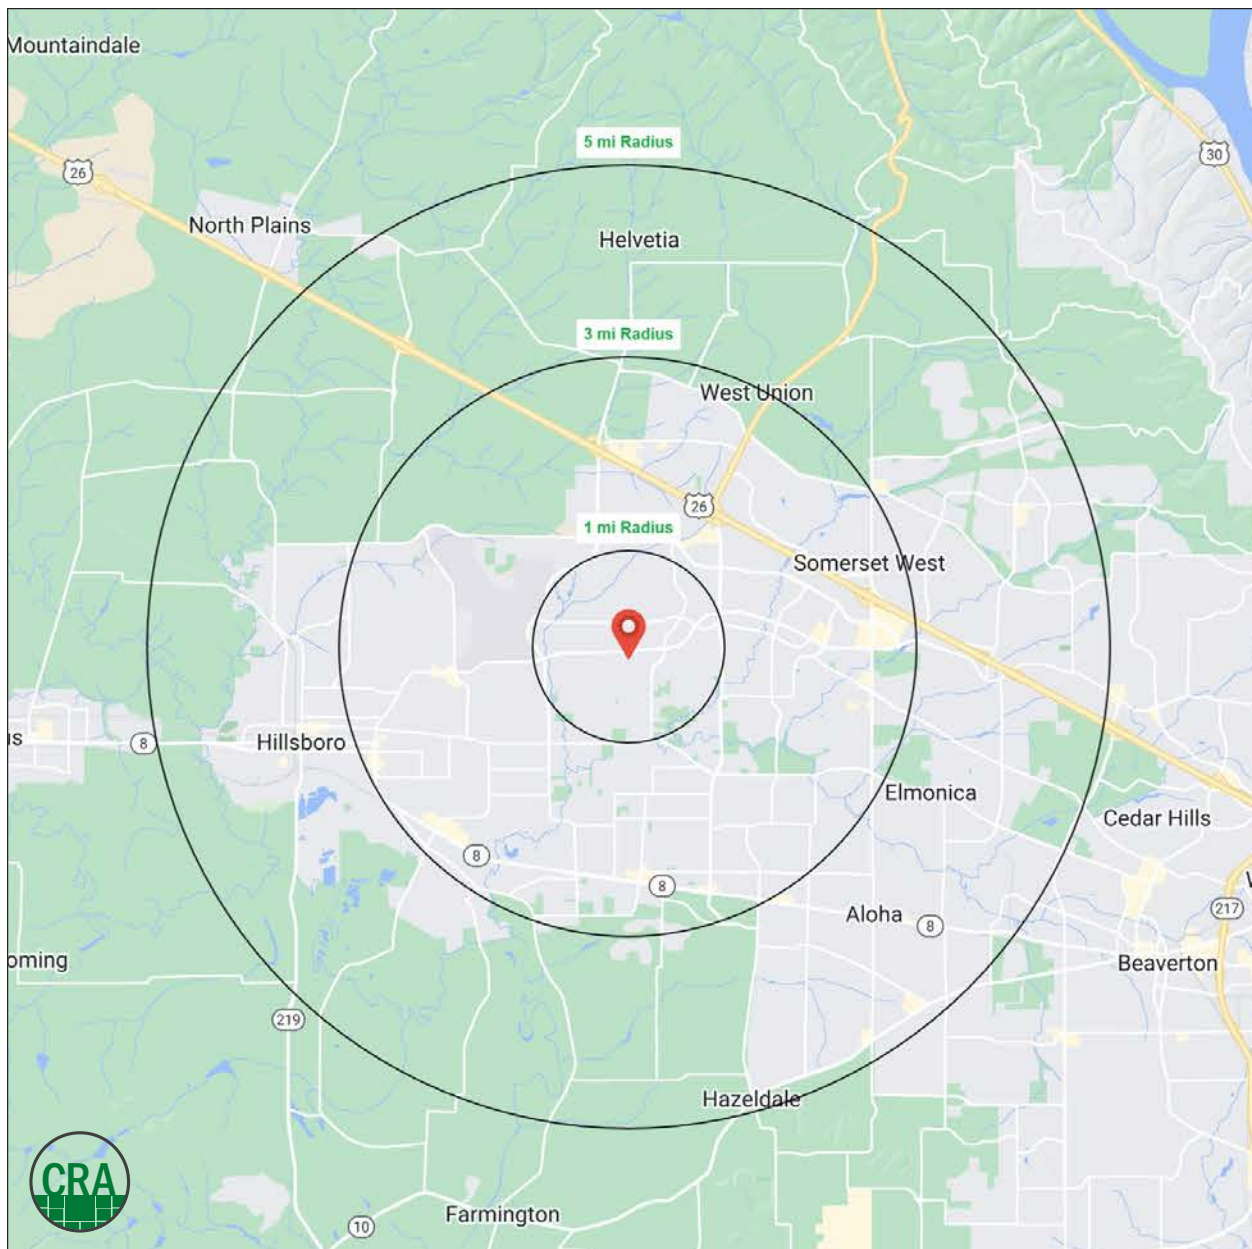 Mountaindale
5 mi Radius
30
26
North Plains
Helvetia
3 mi Radius
West Union
26
1 mi Radius
Somerset West
8
Hillsboro
Elmonica
Cedar Hills
8
8
Aloha
8
217
oming
Beaverton
219
Hazeldale
CRA
Farmington
10